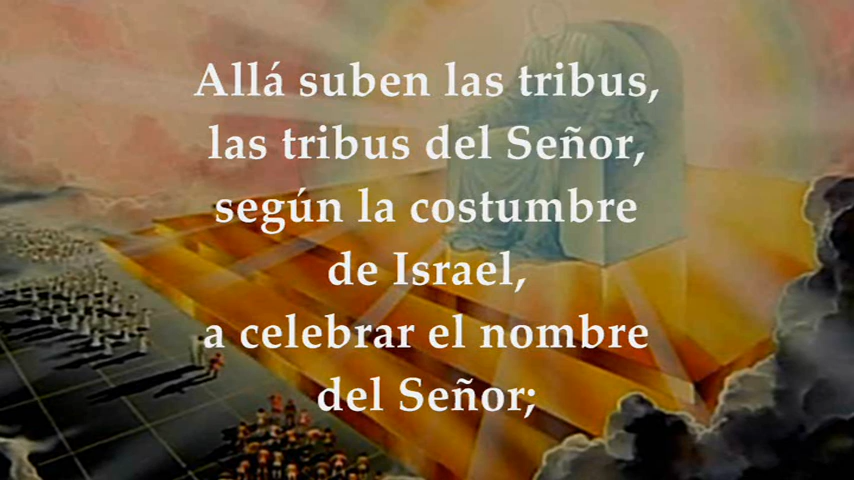 Allá suben las tribus,
las tribus del Señor,
según la costumbre
de Israel,
a celebrar el nombre
del Señor;